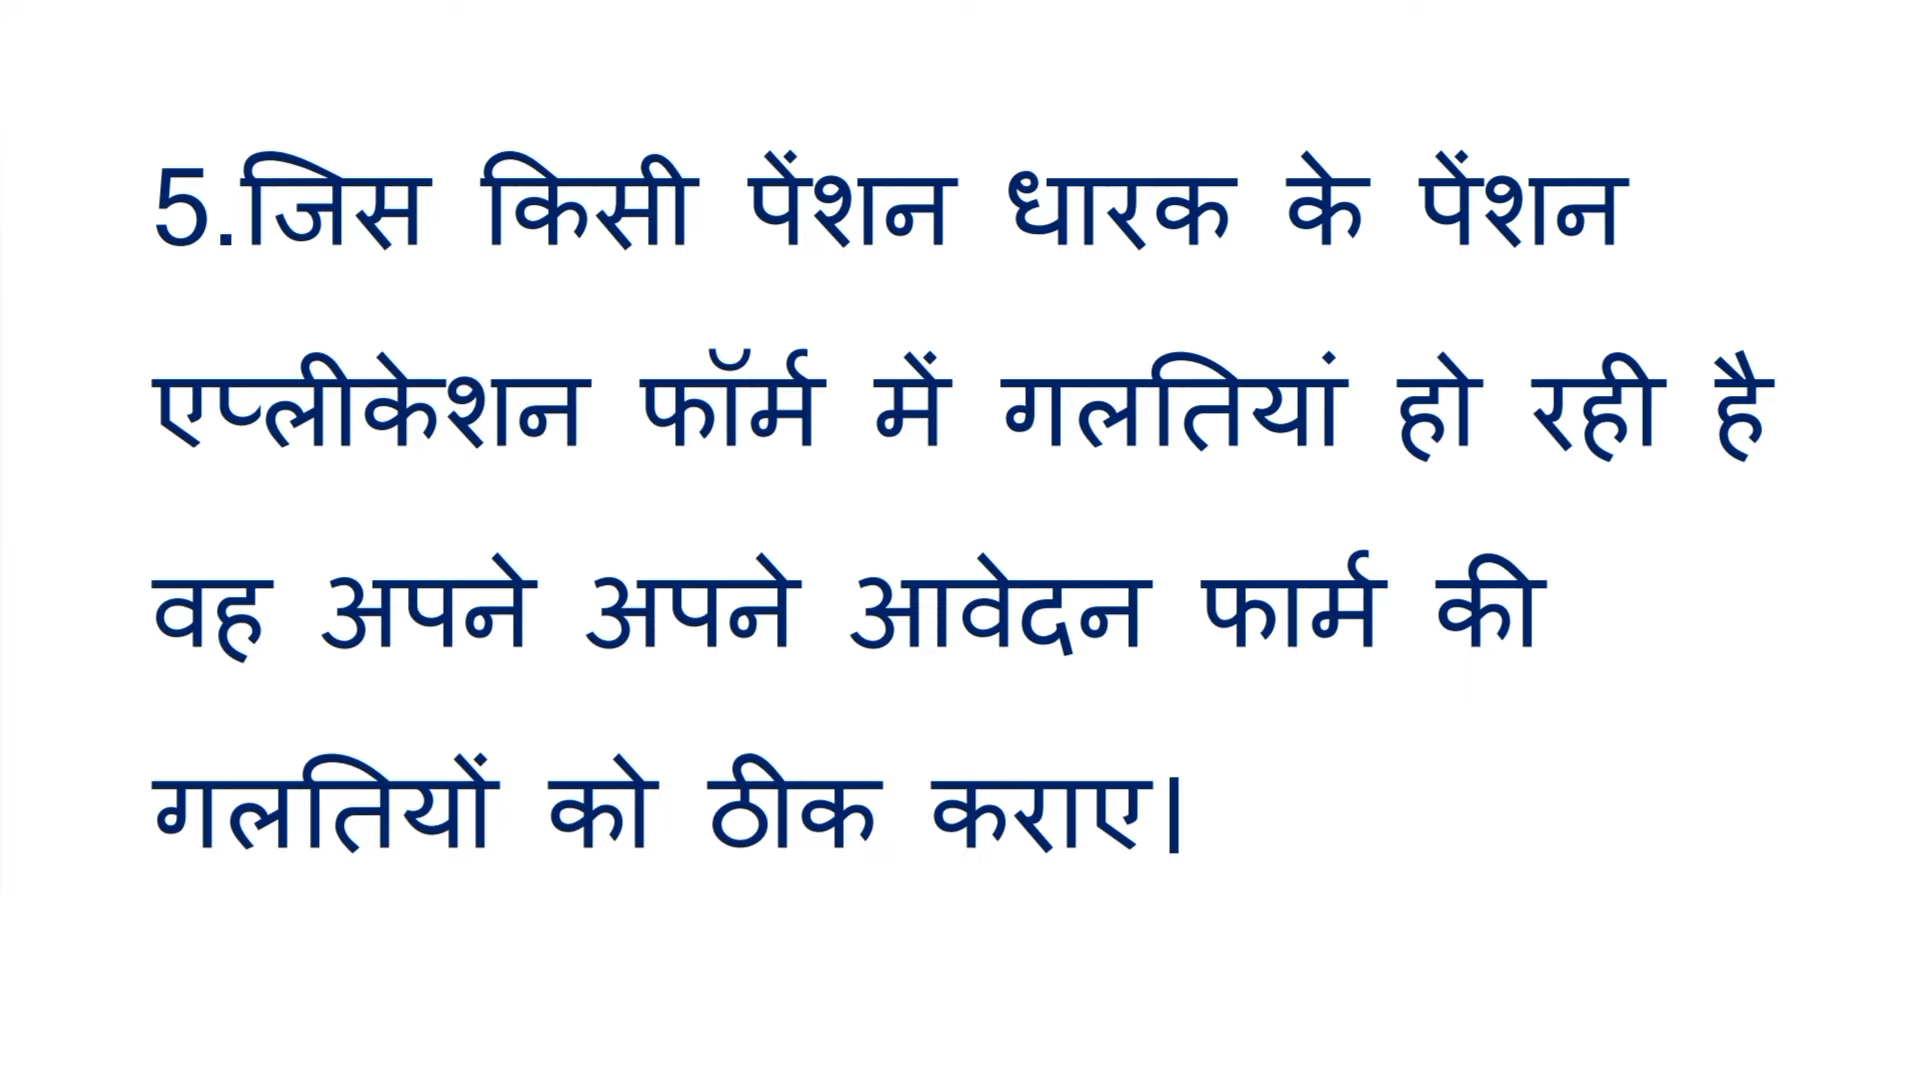 5.जिस किसी पेंशन धारक के पेंशन
एप्लीकेशन फॉर्म में गलतियां हो रही है
वह अपने अपने आवेदन फार्म की
गलतियों को ठीक कराए।